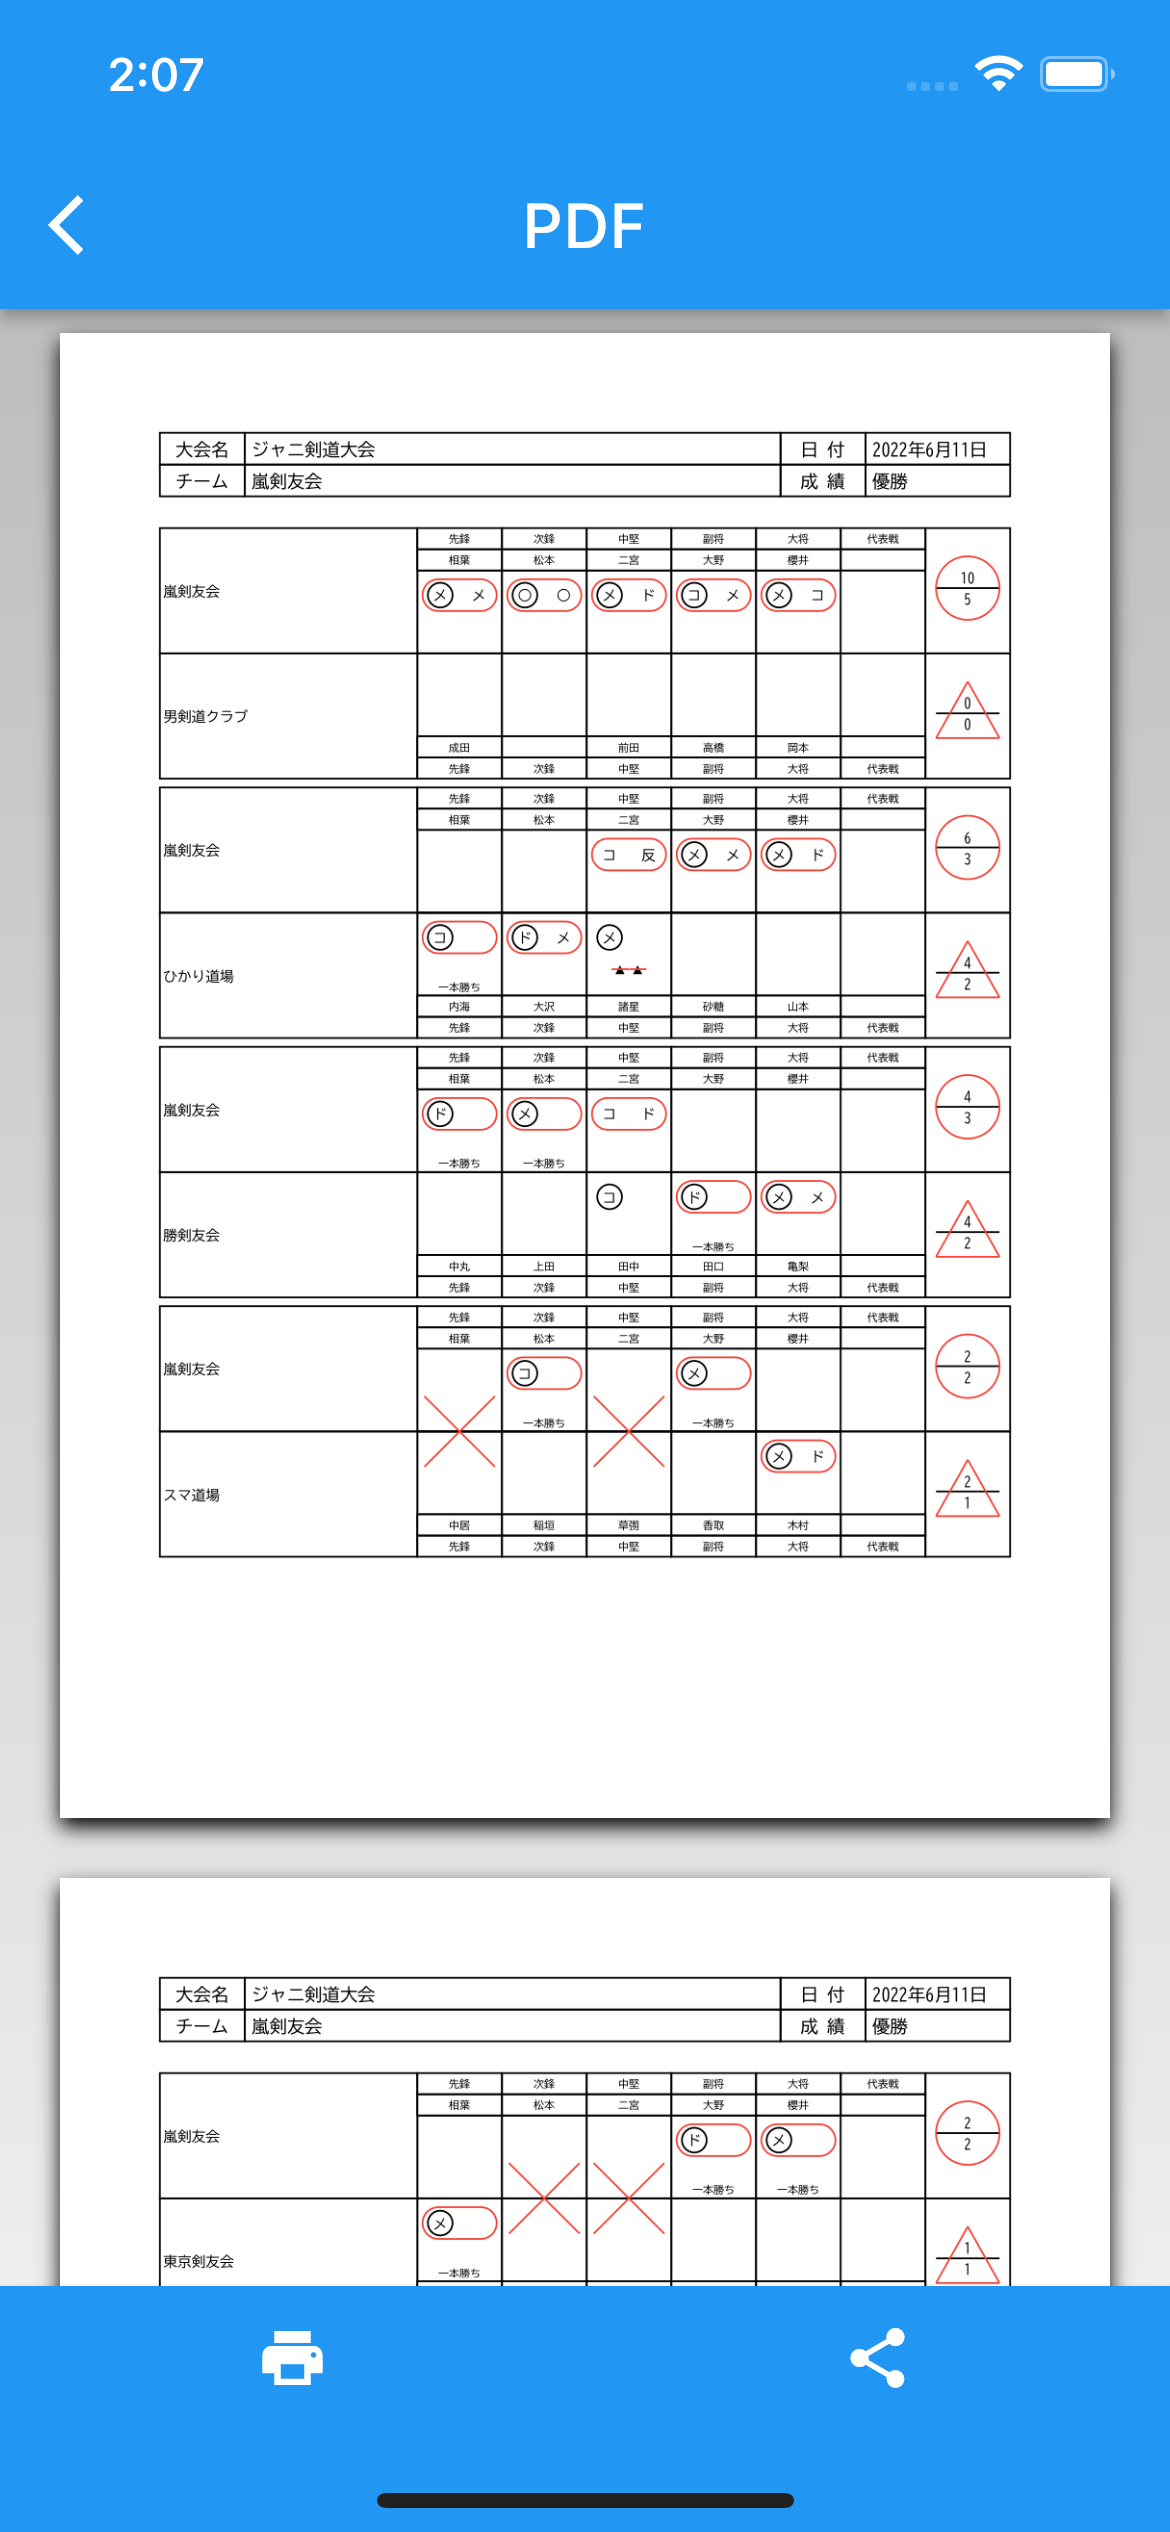 2:07
PDF
大会名 ジャニ剣道大会 日 付 2022年6月11日
チーム 嵐剣友会 成 績 優勝
先鋒 次鋒 中堅 副将 大将 代表戦
相葉 松本 二宮 大野 櫻井
嵐剣友会 メ メ 〇 〇 メ ド コ メ メ コ 10 5
男剣道クラブ 0 0
成田 前田 高橋 岡本
先鋒 次鋒 中堅 副将 大将 代表戦
先鋒 次鋒 中堅 副将 大将 代表戦
相葉 松本 二宮 大野 櫻井
嵐剣友会 コ 反 メ メ メ ド 6 3
ひかり道場 コ ド メ メ ▲ ▲ 4 2
一本勝ち
内海 大沢 諸星 砂糖 山本
先鋒 次鋒 中堅 副将 大将 代表戦
先鋒 次鋒 中堅 副将 大将 代表戦
相葉 松本 二宮 大野 櫻井
嵐剣友会 ド メ コ ド 4 3
一本勝ち 一本勝ち
勝剣友会 コ ド メ メ 4 2
一本勝ち
中丸 上田 田中 田口 亀梨
先鋒 次鋒 中堅 副将 大将 代表戦
先鋒 次鋒 中堅 副将 大将 代表戦
相葉 松本 二宮 大野 櫻井
嵐剣友会 コ メ 2 2
一本勝ち 一本勝ち
スマ道場 メ ド 2 1
中居 稲垣 草彅 香取 木村
先鋒 次鋒 中堅 副将 大将 代表戦
大会名 ジャニ剣道大会 日 付 2022年6月11日
チーム 嵐剣友会 成 績 優勝
先鋒 次鋒 中堅 副将 大将 代表戦
相葉 松本 二宮 大野 櫻井
嵐剣友会 ド メ 2 2
一本勝ち 一本勝ち
東京剣友会 メ 1 1
一本勝ち